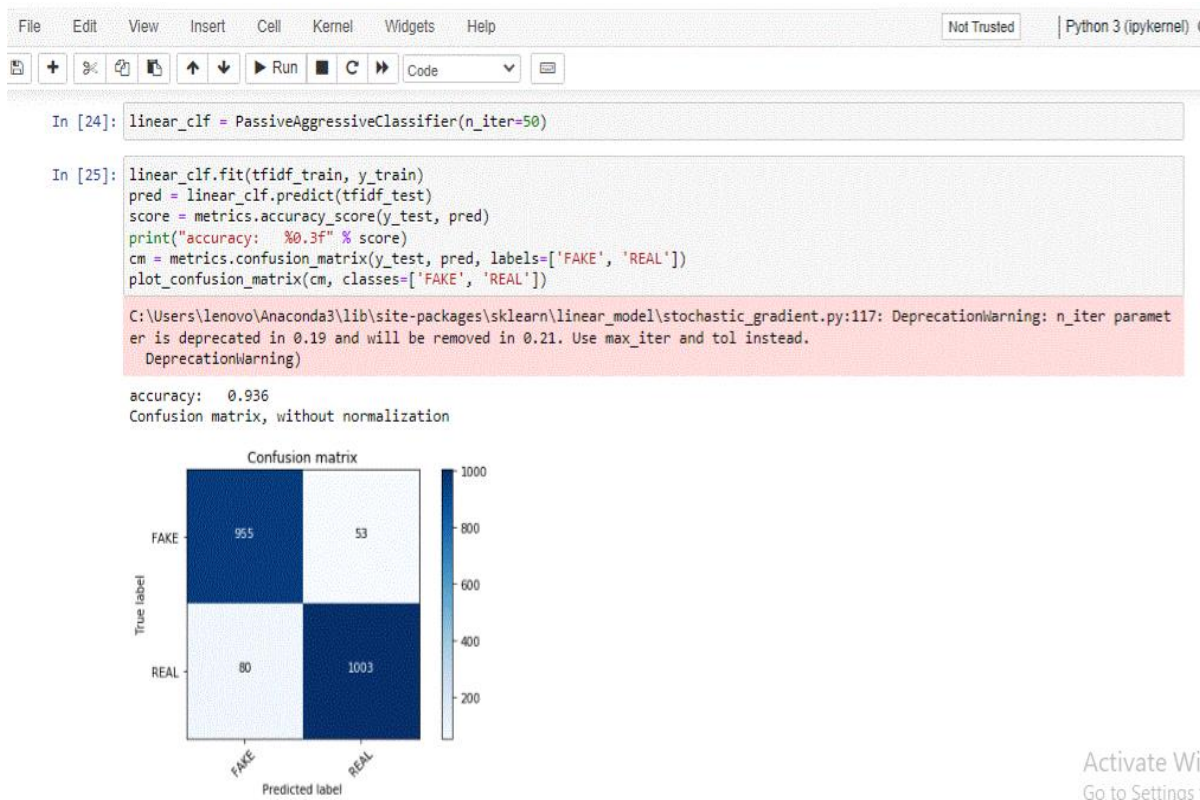 File Edit View Insert Cell Kernel Widgets Help Not Trusted Python 3 (ipykernel)
Run Code
In [24]: linear_clf = PassiveAggressiveClassifier(n_iter=50)
In [25]: linear_clf.fit(tfidf_train, y_train)
pred = linear_clf.predict(tfidf_test)
score = metrics.accuracy_score(y_test, pred)
print("accuracy:   %0.3f" % score)
cm = metrics.confusion_matrix(y_test, pred, labels=['FAKE', 'REAL'])
plot_confusion_matrix(cm, classes=['FAKE', 'REAL'])
C:\Users\lenovo\Anaconda3\lib\site-packages\sklearn\linear_model\stochastic_gradient.py:117: DeprecationWarning: n_iter paramet
er is deprecated in 0.19 and will be removed in 0.21. Use max_iter and tol instead.
DeprecationWarning)
accuracy:   0.936
Confusion matrix, without normalization
Confusion matrix
1000
FAKE 955 53
800
600
True label
400
REAL 80 1003
200
FAKE REAL
Predicted label
Activate Wi
Go to Settings